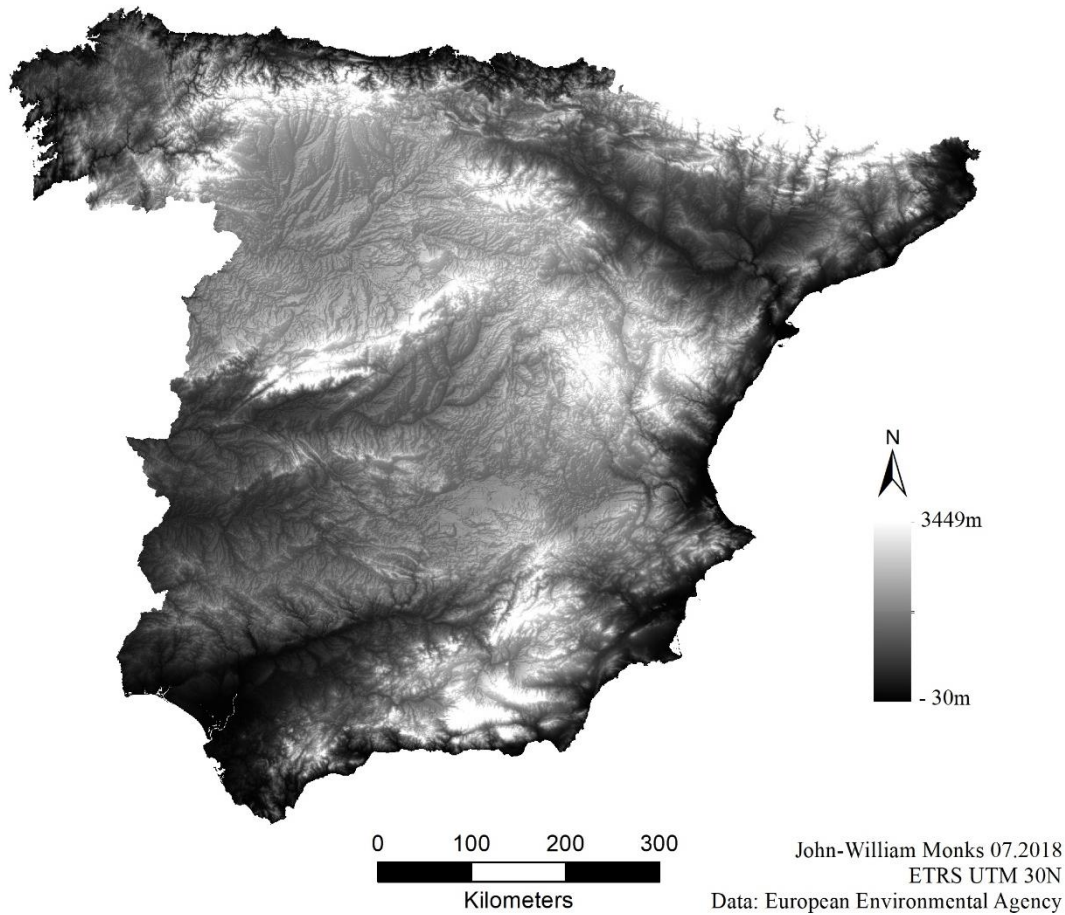 N
3449m
- 30m
0 100 200 300
Kilometers
John-William Monks 07.2018
ETRS UTM 30N
Data: European Environmental Agency